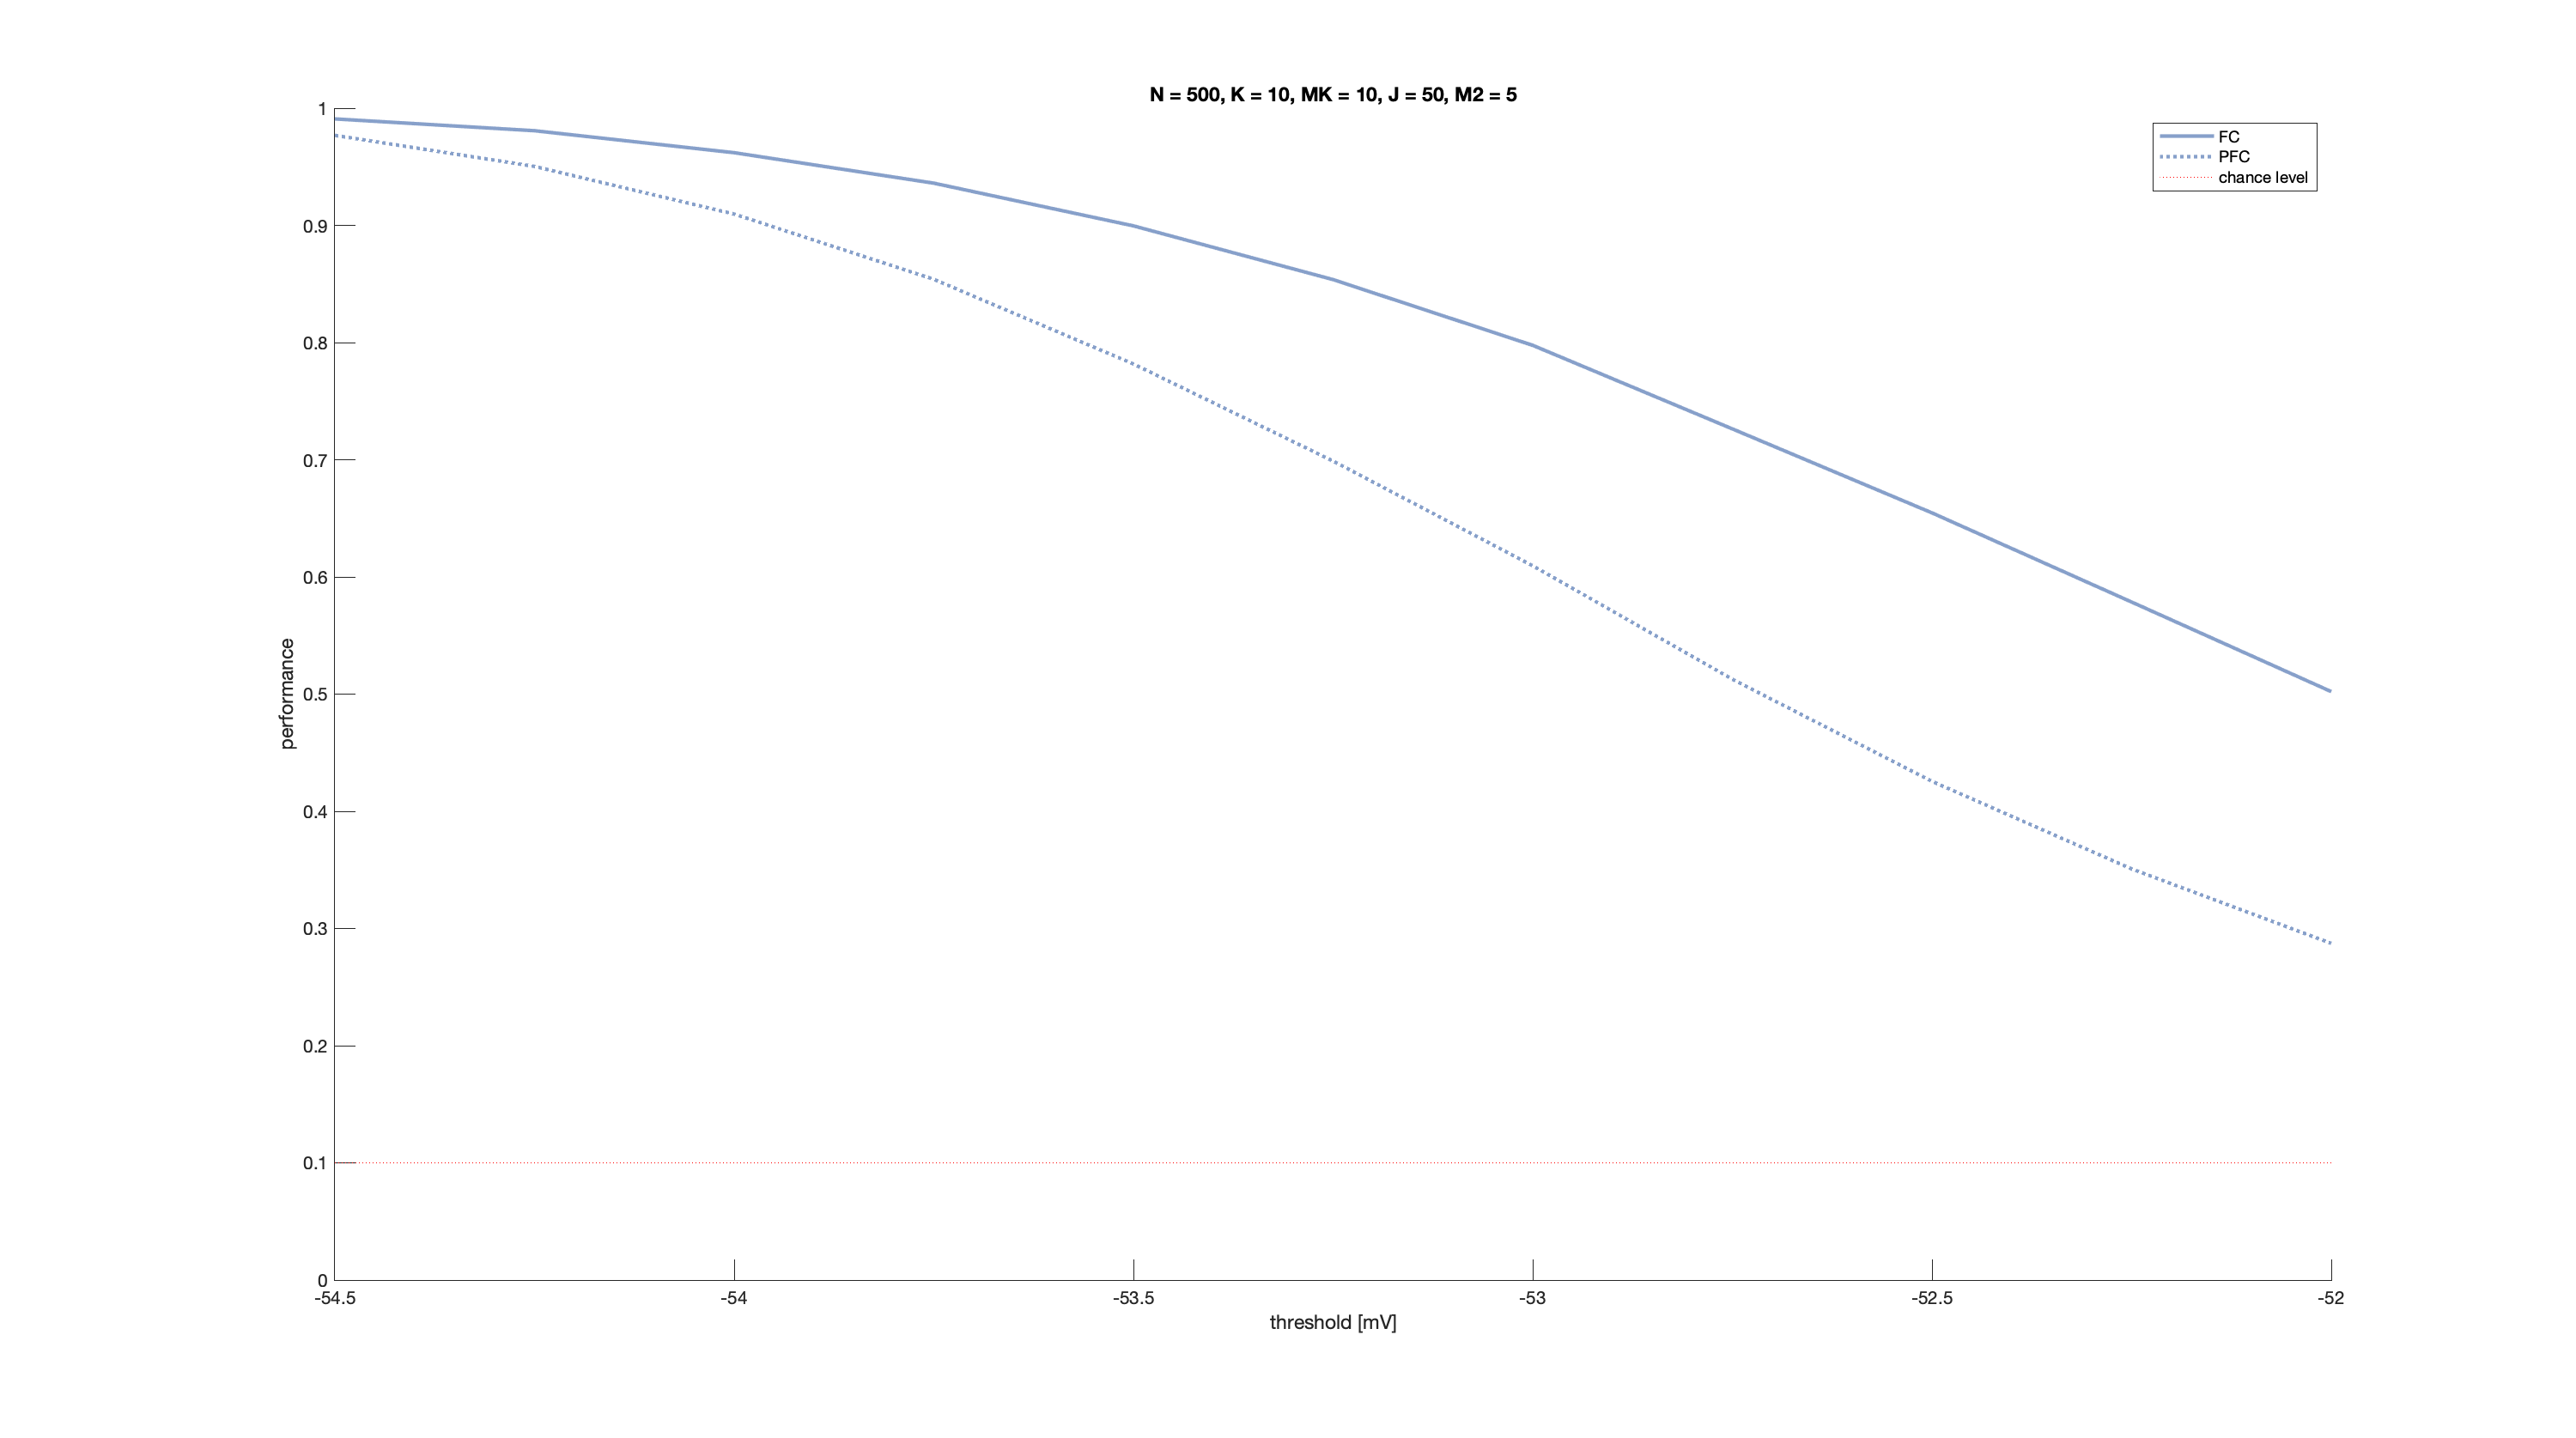 N = 500, K = 10, MK = 10, J = 50, M2 = 5
FC
PFC
chance level
1
0.9
0.8
0.7
0.6
0.5
0.4
0.3
0.2
0.1
0
performance
-54.5
-54
-53.5
-53
-52.5
-52
threshold [mV]